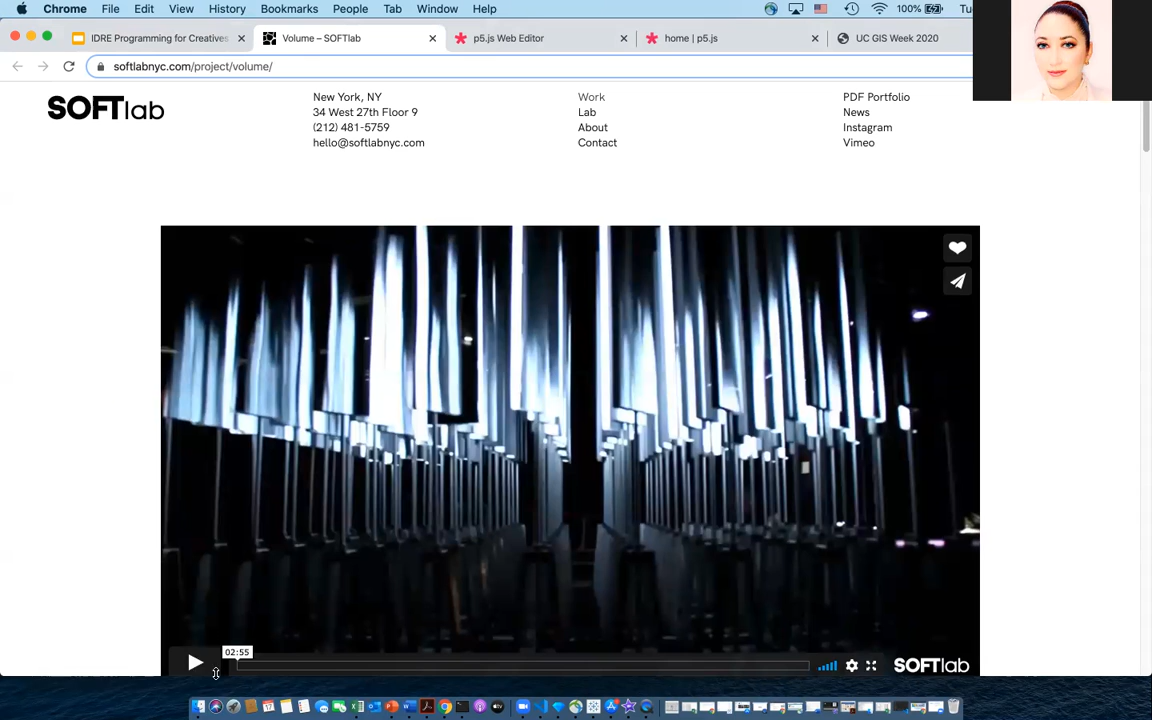 Chrome File Edit View History Bookmarks People Tab Window Help 100% Tu
IDRE Programming for Creatives
Volume – SOFTlab
p5.js Web Editor
home | p5.js
UC GIS Week 2020
softlabnyc.com/project/volume/
SOFTlab
New York, NY
34 West 27th Floor 9
(212) 481-5759
hello@softlabnyc.com
Work
Lab
About
Contact
PDF Portfolio
News
Instagram
Vimeo
02:55
SOFTlab